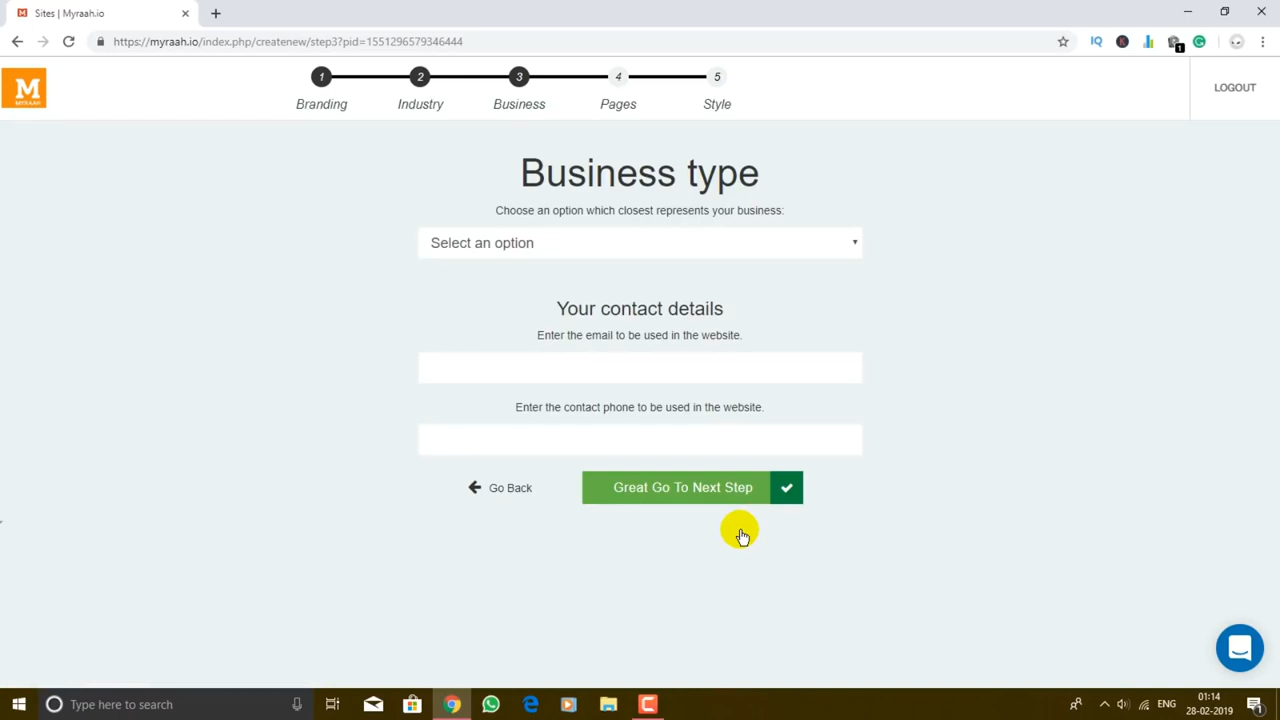 Sites | Myraah.io
https://myraah.io/index.php/createnew/step3?pid=1551296579346444
M
MYRAAH
1 2 3 4 5
Branding Industry Business Pages Style
LOGOUT
Business type
Choose an option which closest represents your business:
Select an option
Your contact details
Enter the email to be used in the website.
Enter the contact phone to be used in the website.
Go Back
Great Go To Next Step
Type here to search
ENG
01:14
28-02-2019